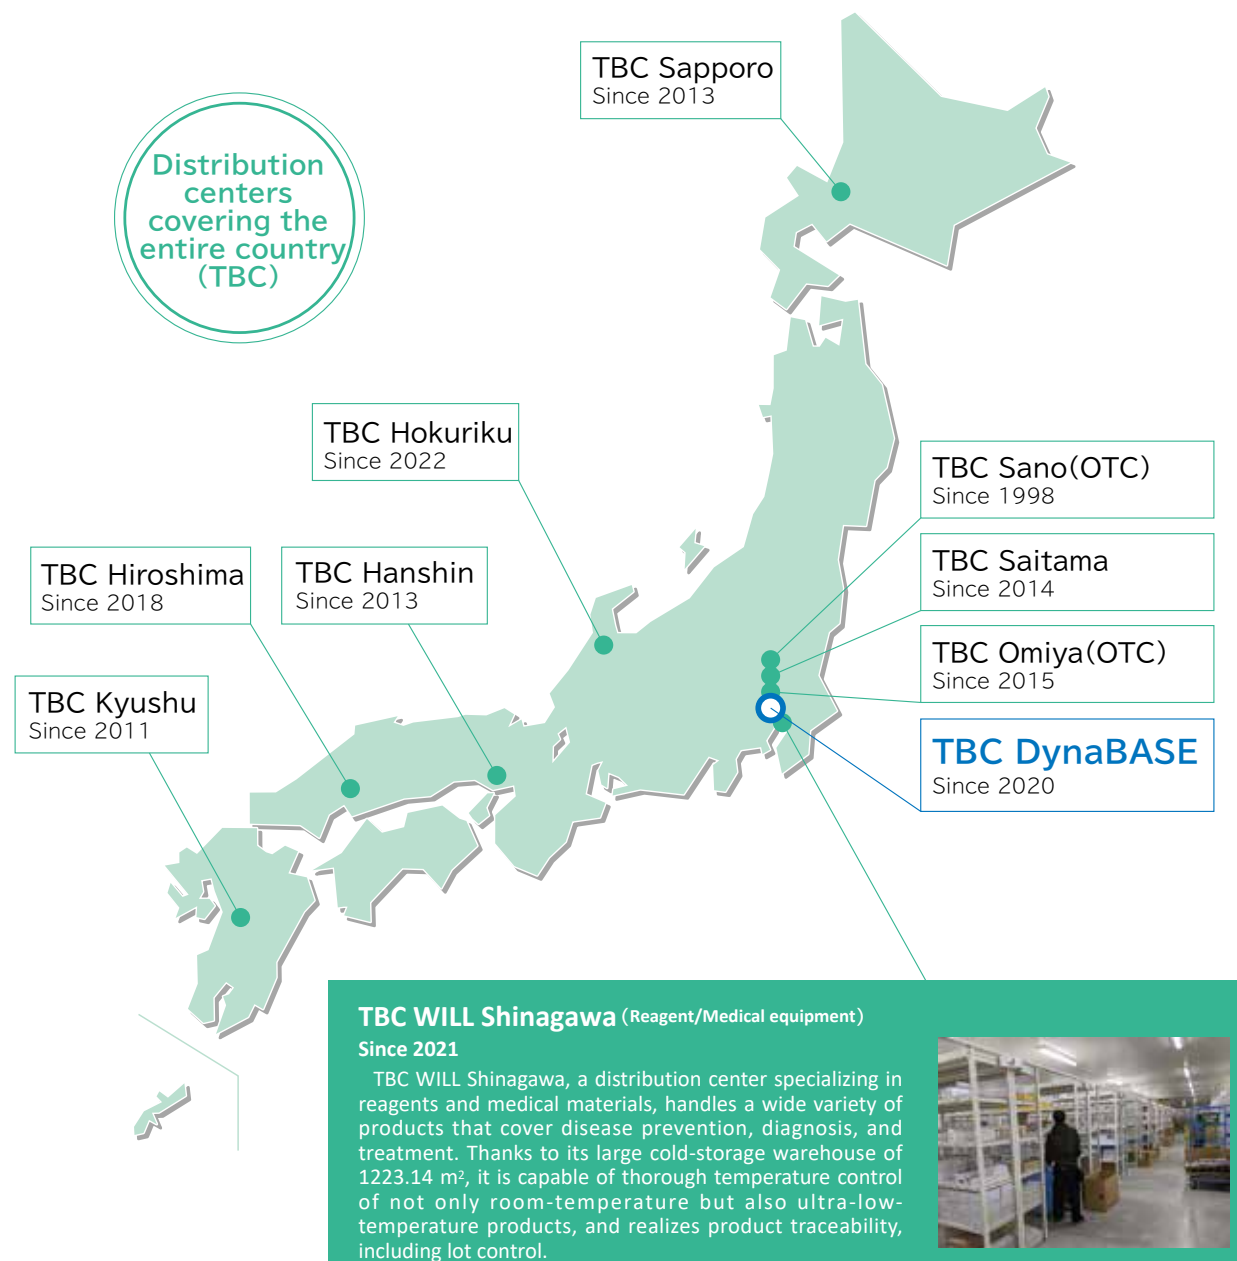 Distribution
centers
covering the
entire country
(TBC)
TBC Sapporo
Since 2013
TBC Hokuriku
Since 2022
TBC Sano(OTC)
Since 1998
TBC Saitama
Since 2014
TBC Hiroshima
Since 2018
TBC Hanshin
Since 2013
TBC Omiya(OTC)
Since 2015
TBC Kyushu
Since 2011
TBC DynaBASE
Since 2020
TBC WILL Shinagawa (Reagent/Medical equipment)
Since 2021
TBC WILL Shinagawa, a distribution center specializing in
reagents and medical materials, handles a wide variety of
products that cover disease prevention, diagnosis, and
treatment. Thanks to its large cold-storage warehouse of
1223.14 m², it is capable of thorough temperature control
of not only room-temperature but also ultra-low-
temperature products, and realizes product traceability,
including lot control.